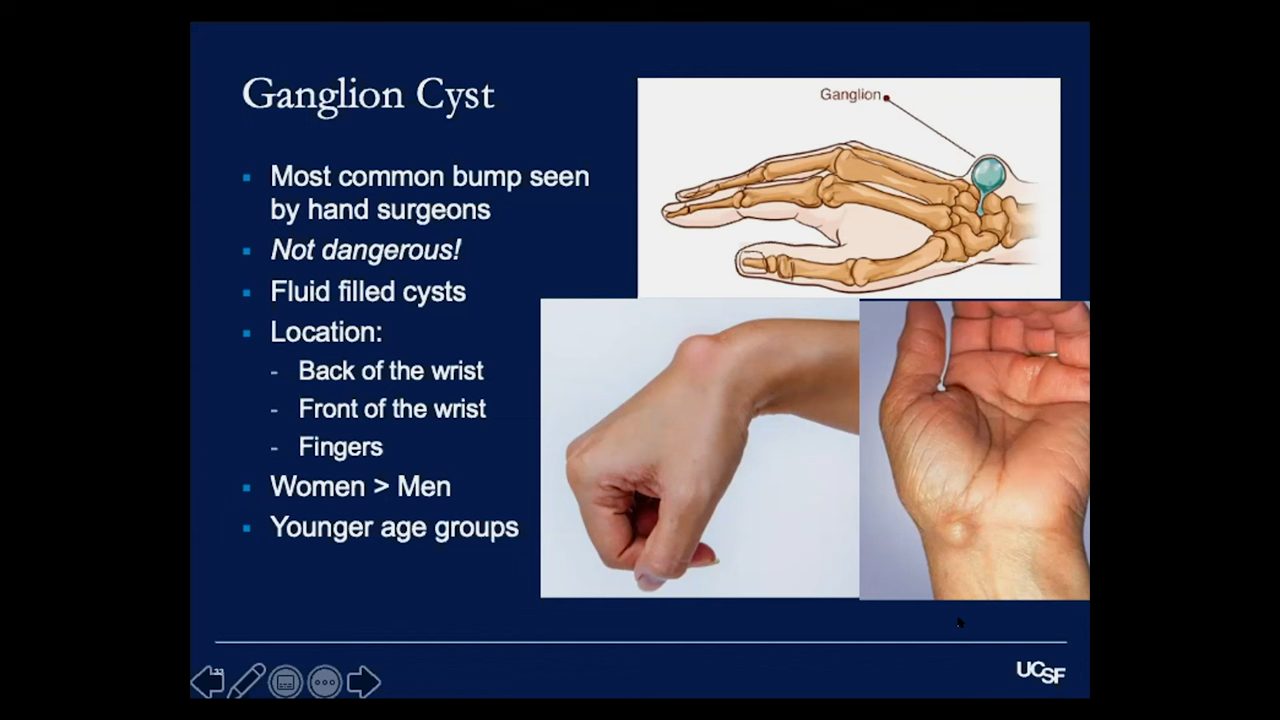 Ganglion Cyst
Ganglion
Most common bump seen
by hand surgeons
Not dangerous!
Fluid filled cysts
Location:
- Back of the wrist
- Front of the wrist
- Fingers
Women > Men
Younger age groups
UCSF